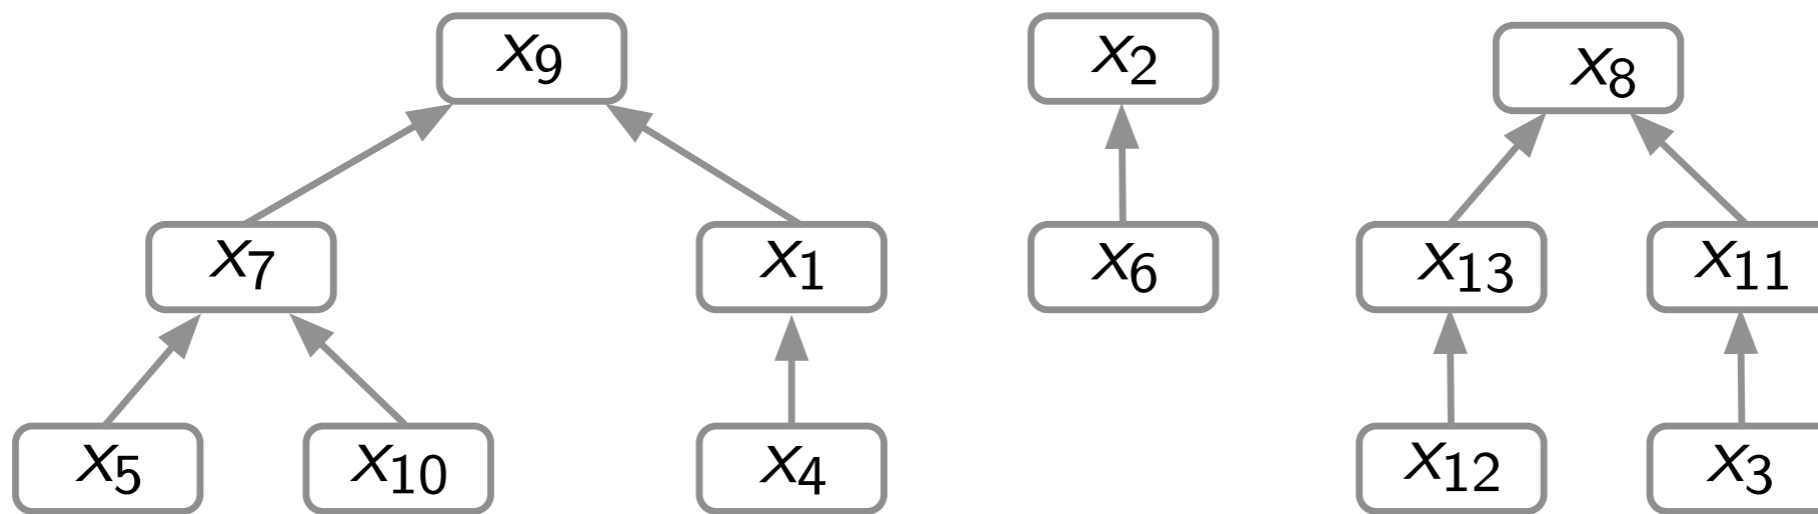 x₉ x₂ x₈
x₇ x₁ x₆ x₁₃ x₁₁
x₅ x₁₀ x₄ x₁₂ x₃